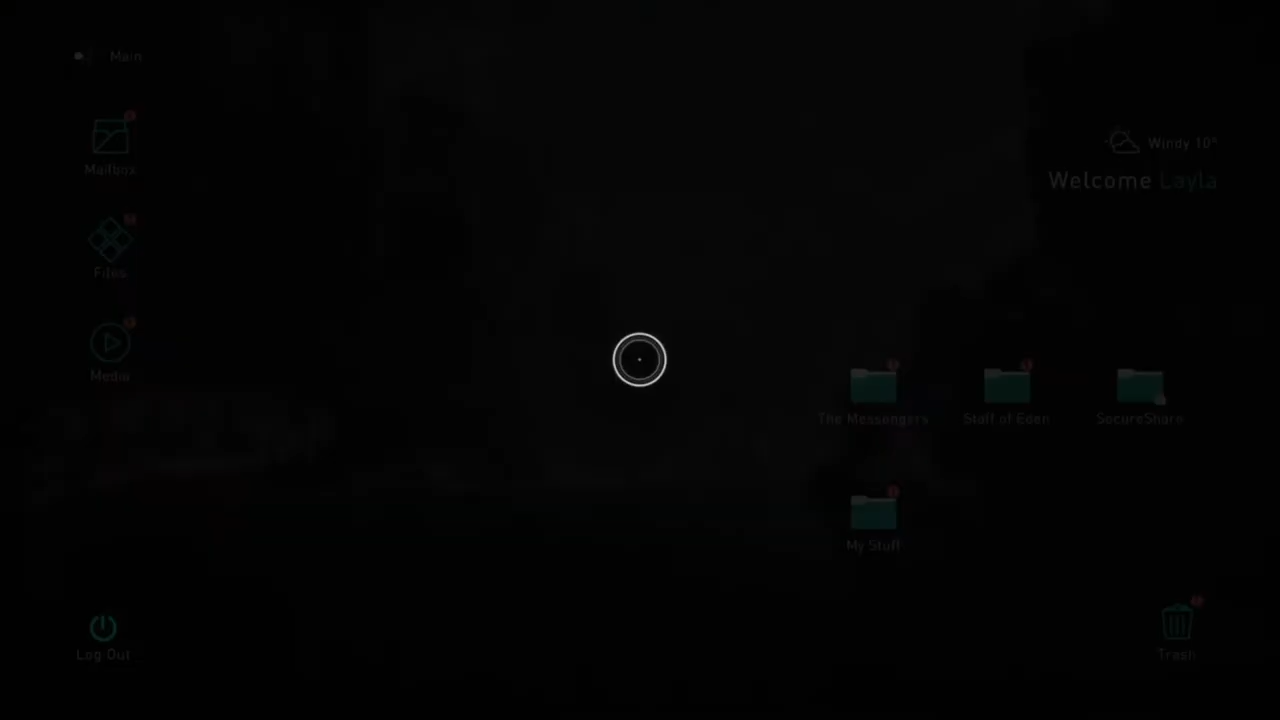 Main
Mailbox
Files
Media
Log Out
Windy 10°
Welcome Layla
The Messengers
Staff of Eden
SecureShare
My Stuff
Trash